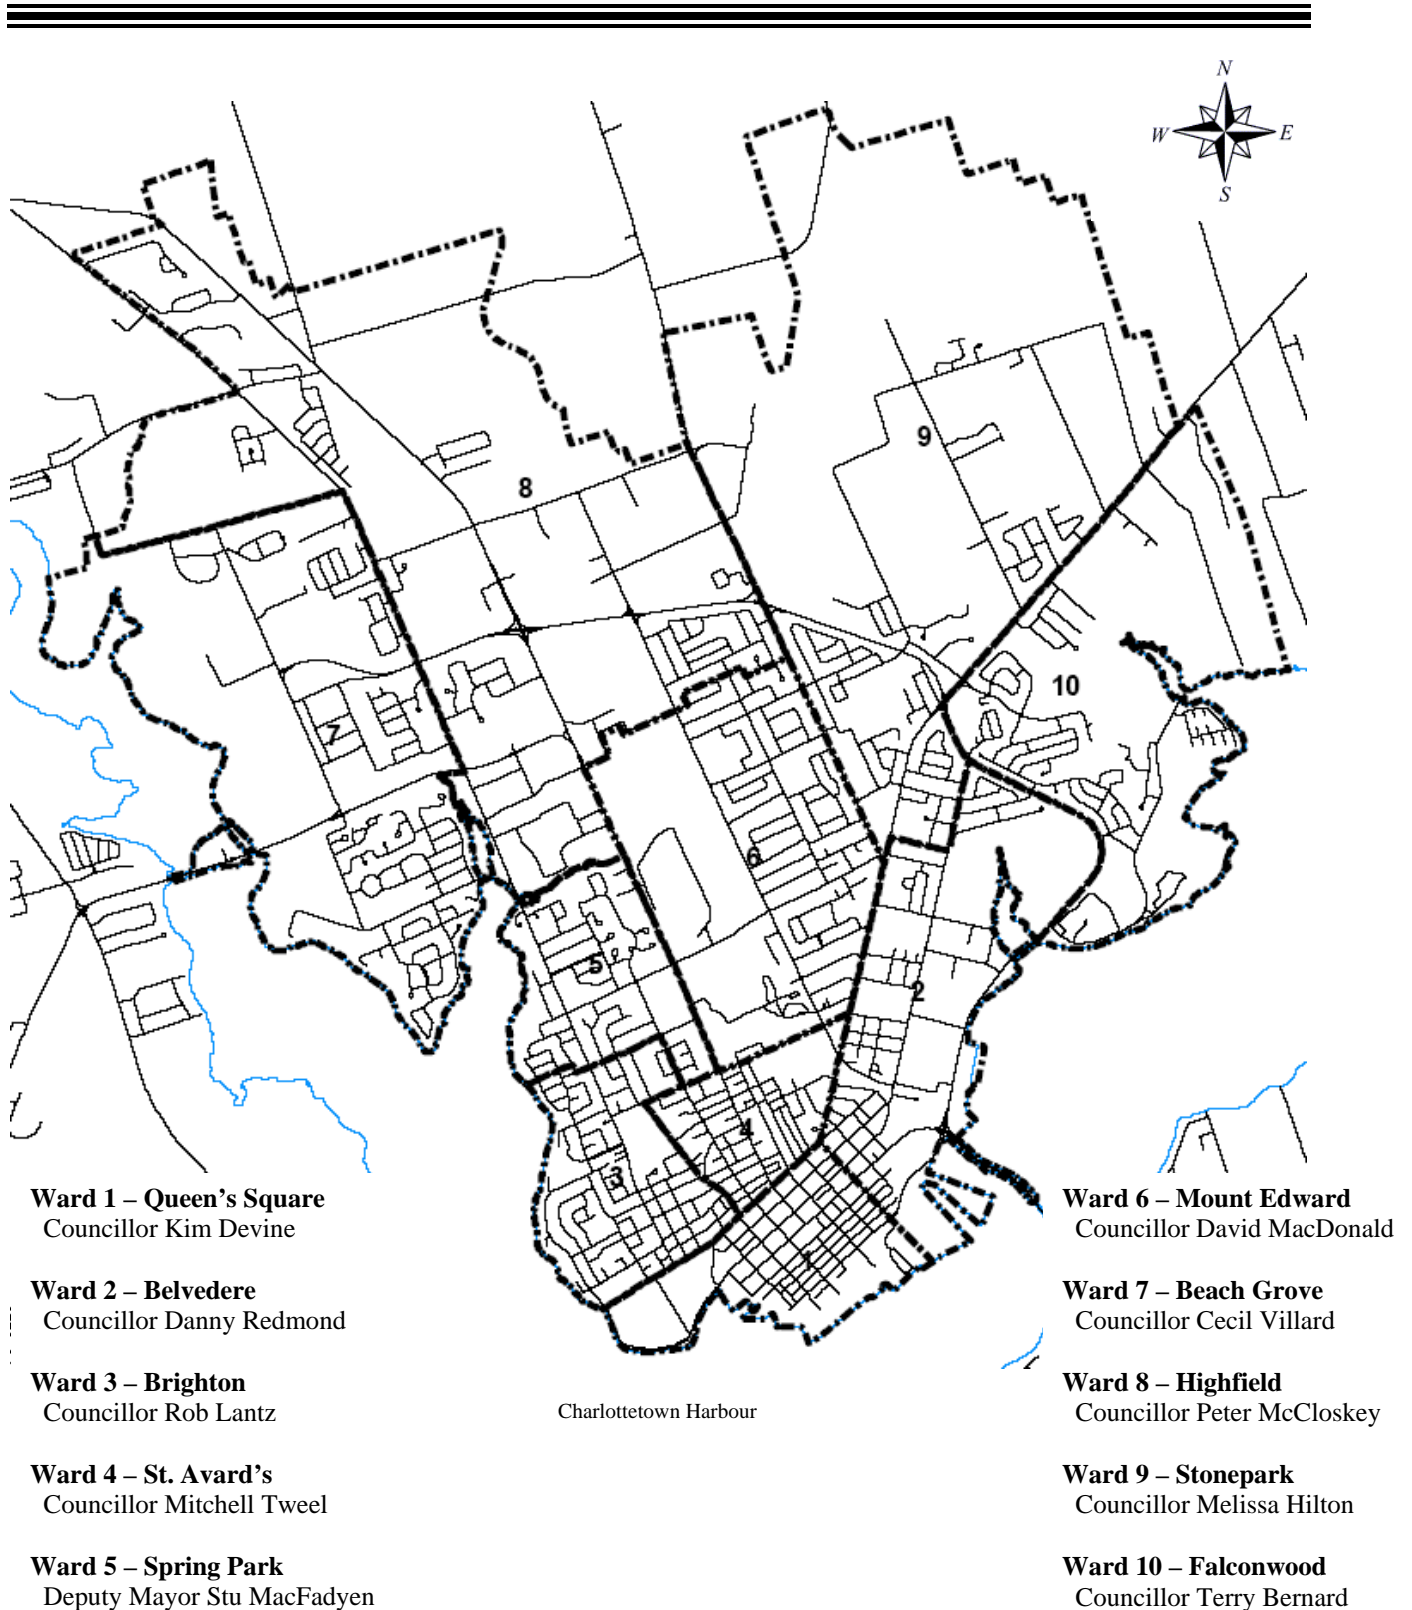 N
W E
S
9
8
10
7
6
5
2
4
3
1
Ward 1 – Queen's Square
Councillor Kim Devine
Ward 2 – Belvedere
Councillor Danny Redmond
Ward 3 – Brighton
Councillor Rob Lantz
Ward 4 – St. Avard's
Councillor Mitchell Tweel
Ward 5 – Spring Park
Deputy Mayor Stu MacFadyen
Charlottetown Harbour
Ward 6 – Mount Edward
Councillor David MacDonald
Ward 7 – Beach Grove
Councillor Cecil Villard
Ward 8 – Highfield
Councillor Peter McCloskey
Ward 9 – Stonepark
Councillor Melissa Hilton
Ward 10 – Falconwood
Councillor Terry Bernard